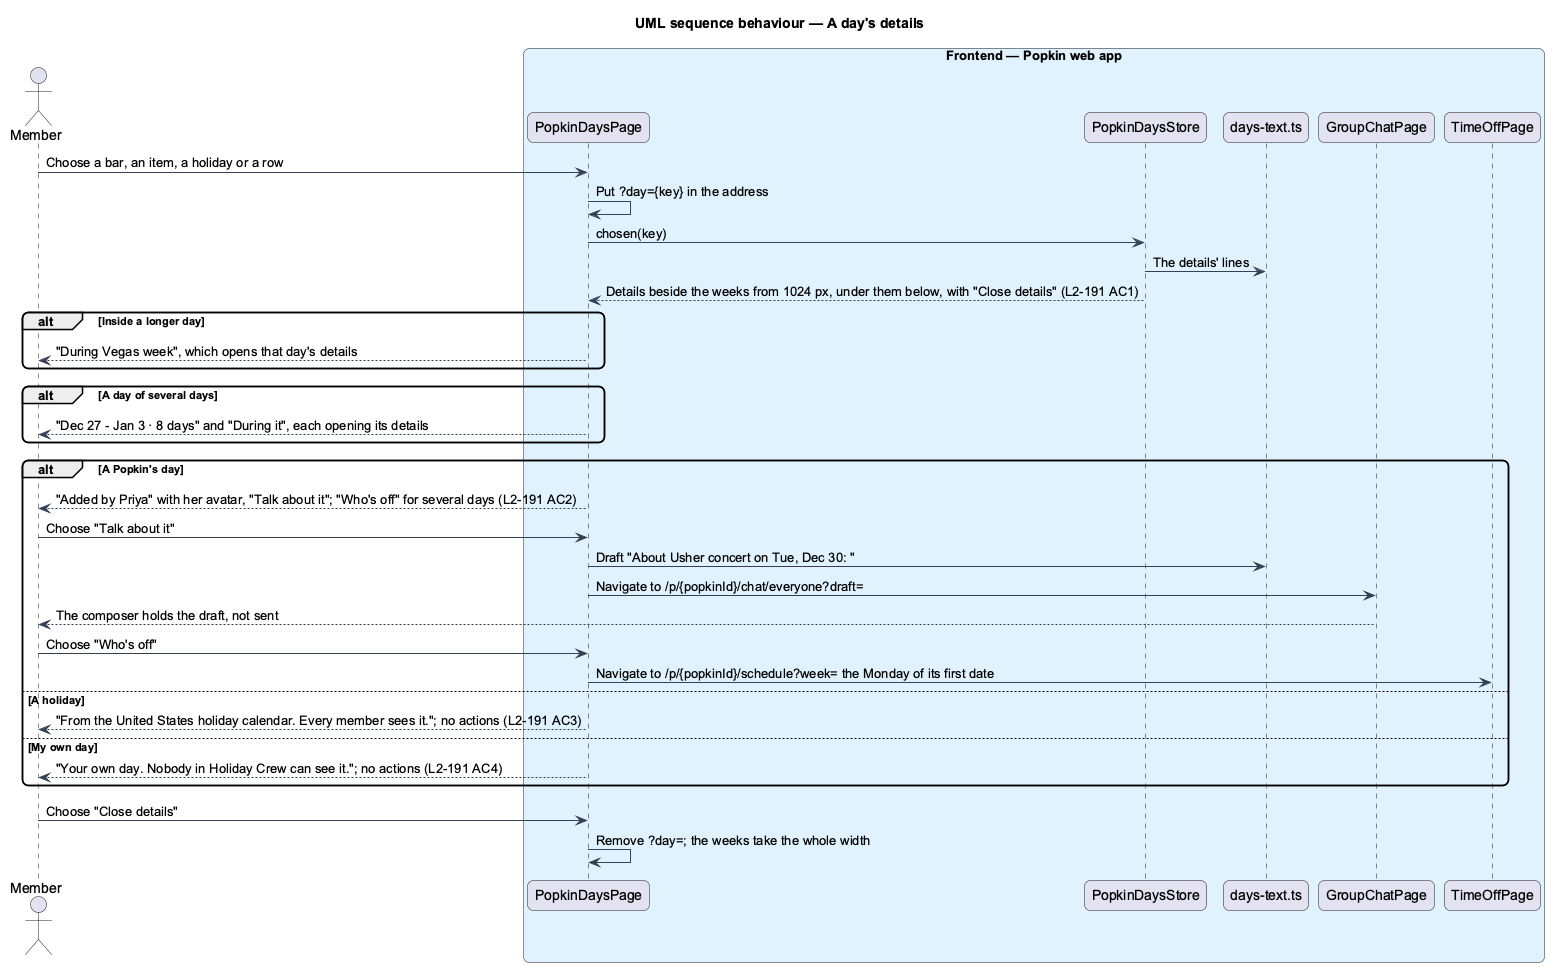 UML sequence behaviour — A day's details
Frontend — Popkin web app
Member
PopkinDaysPage
PopkinDaysStore
days-text.ts
GroupChatPage
TimeOffPage
Choose a bar, an item, a holiday or a row
Put ?day={key} in the address
chosen(key)
The details' lines
Details beside the weeks from 1024 px, under them below, with "Close details" (L2-191 AC1)
alt [Inside a longer day]
"During Vegas week", which opens that day's details
alt [A day of several days]
"Dec 27 - Jan 3 · 8 days" and "During it", each opening its details
alt [A Popkin's day]
"Added by Priya" with her avatar, "Talk about it"; "Who's off" for several days (L2-191 AC2)
Choose "Talk about it"
Draft "About Usher concert on Tue, Dec 30: "
Navigate to /p/{popkinId}/chat/everyone?draft=
The composer holds the draft, not sent
Choose "Who's off"
Navigate to /p/{popkinId}/schedule?week= the Monday of its first date
[A holiday]
"From the United States holiday calendar. Every member sees it."; no actions (L2-191 AC3)
[My own day]
"Your own day. Nobody in Holiday Crew can see it."; no actions (L2-191 AC4)
Choose "Close details"
Remove ?day=; the weeks take the whole width
Member
PopkinDaysPage
PopkinDaysStore
days-text.ts
GroupChatPage
TimeOffPage